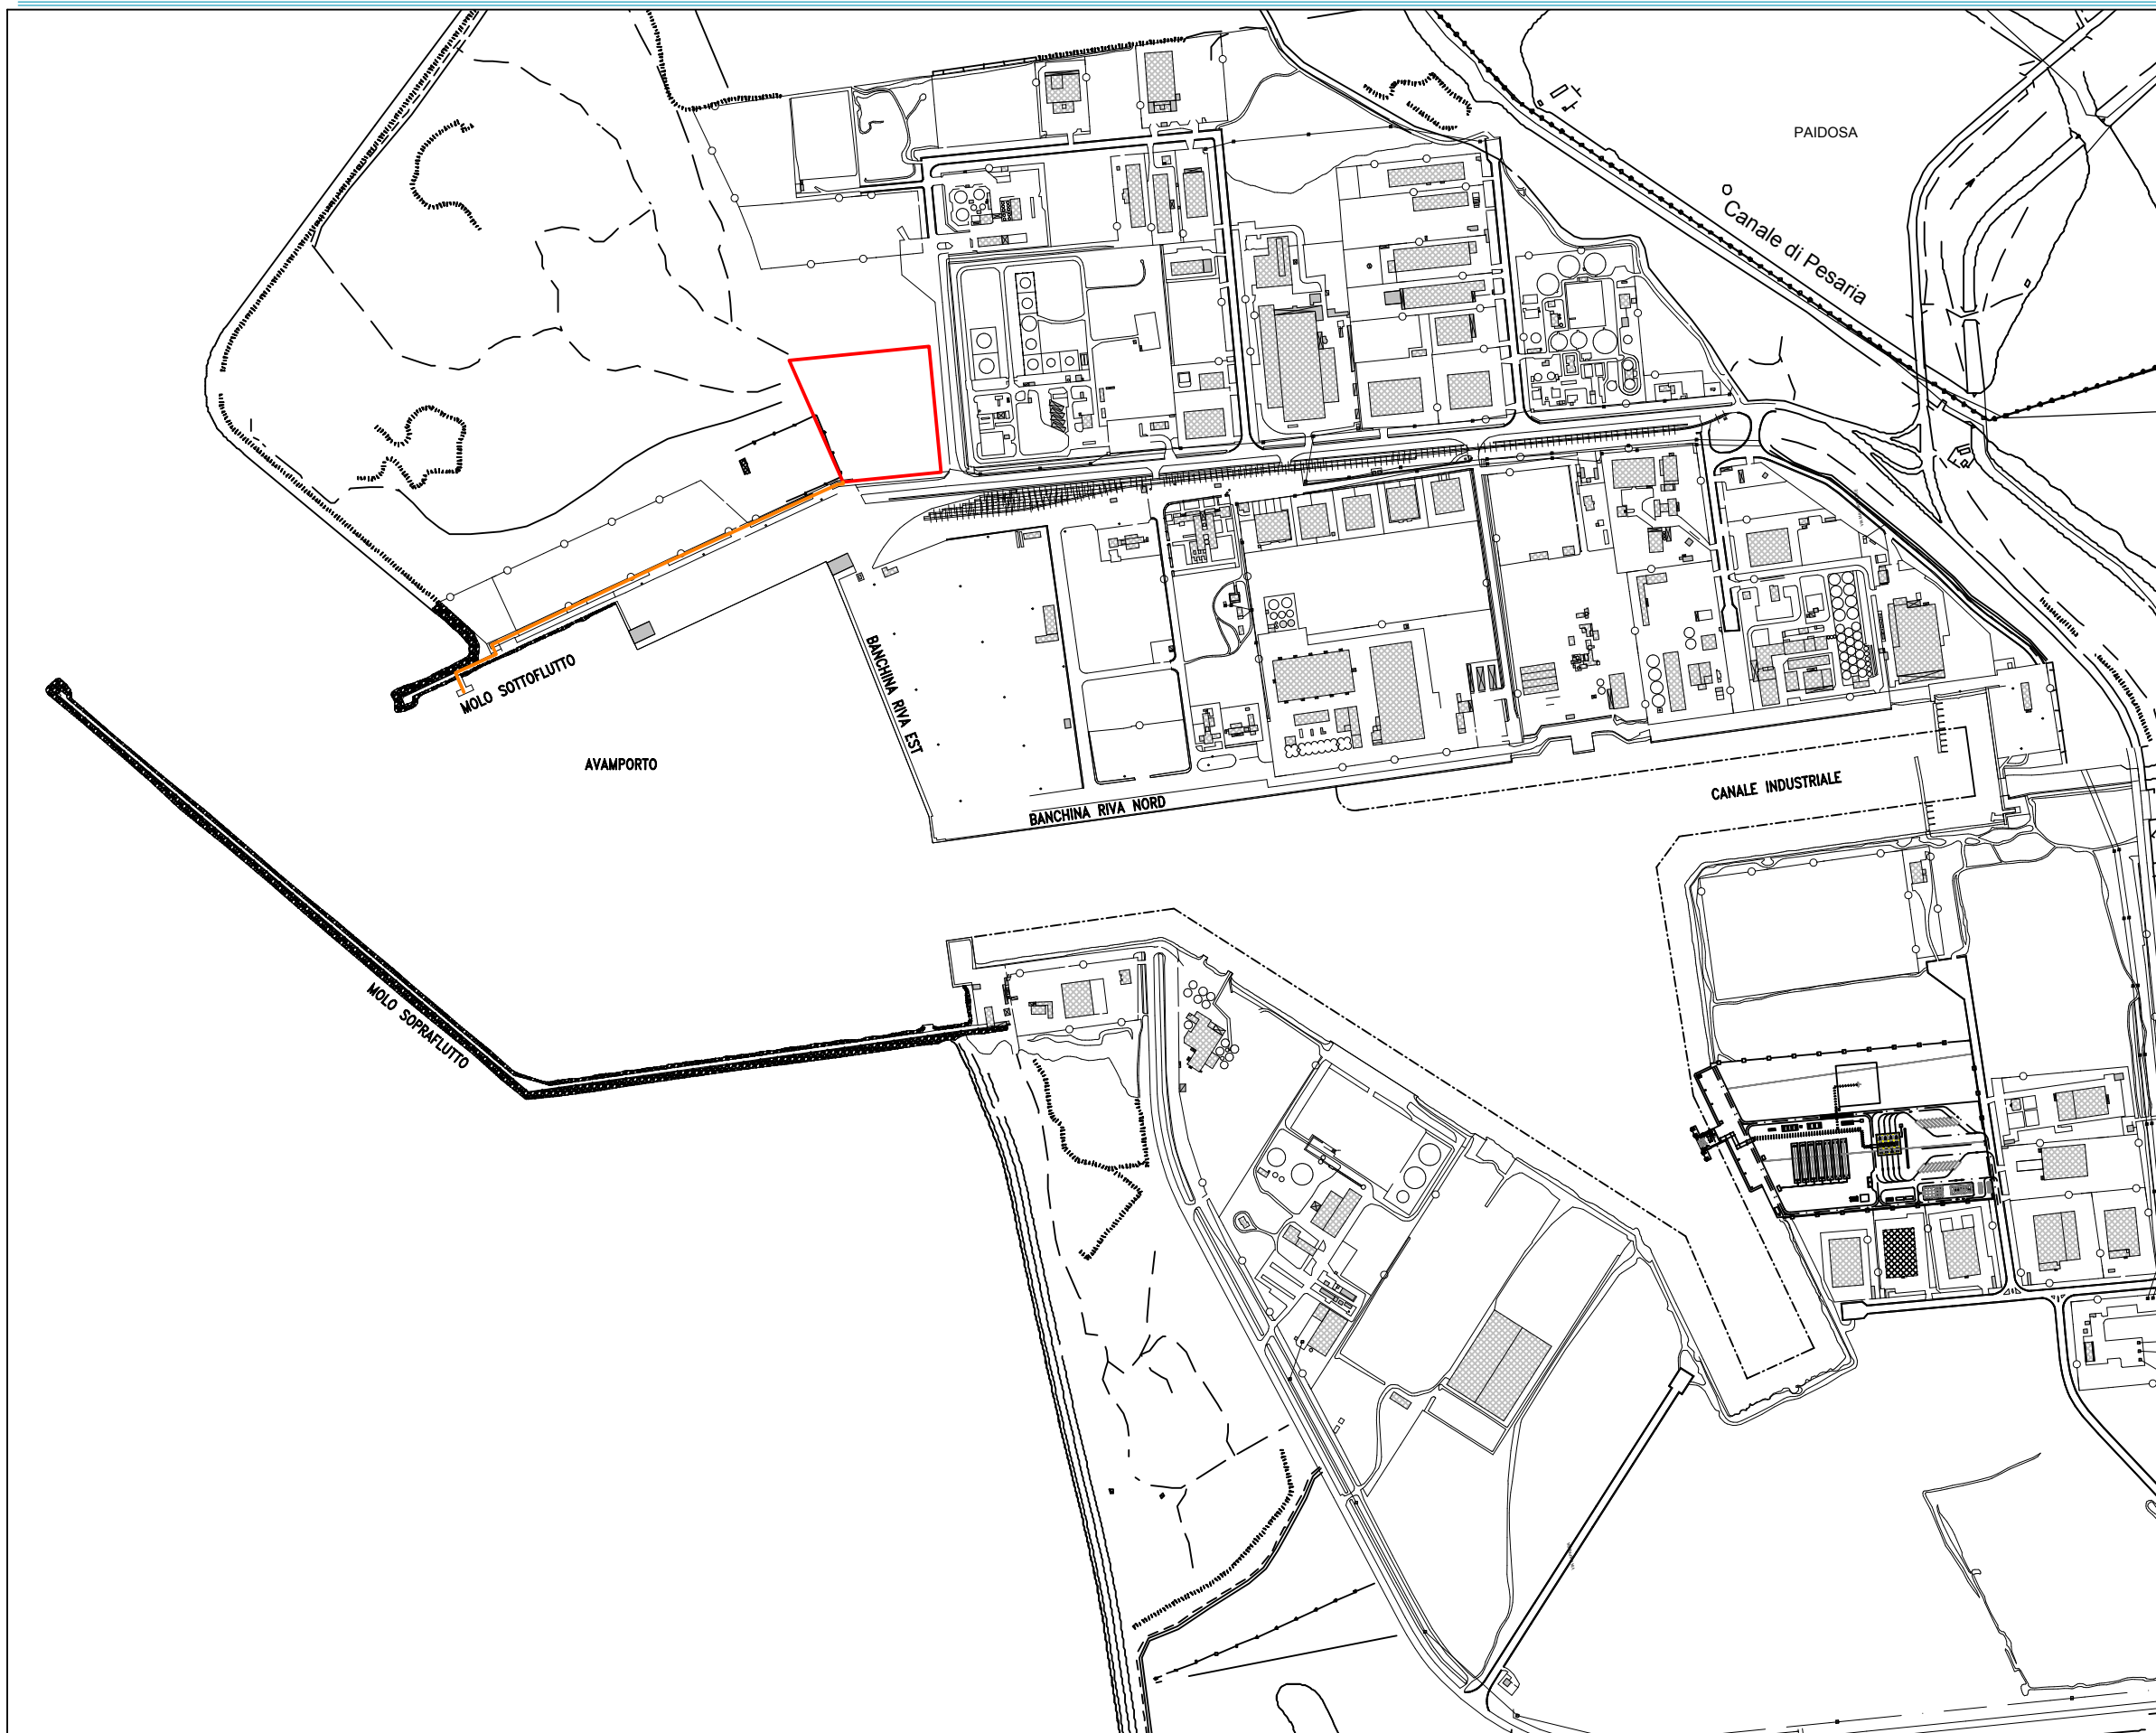 PAIDOSA
Canale di Pesaria
MOLO SOTTOFLUTTO
BANCHINA RIVA EST
AVAMPORTO
CANALE INDUSTRIALE
BANCHINA RIVA NORD
MOLO SOPRAFLUTTO